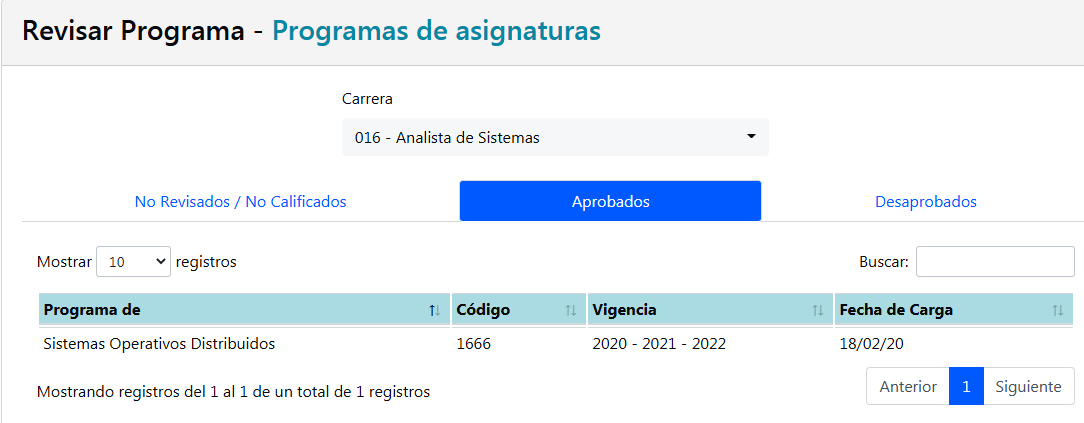 Revisar Programa - Programas de asignaturas
Carrera
016 - Analista de Sistemas
No Revisados / No Calificados Aprobados Desaprobados
Mostrar 10 registros Buscar:
Programa de Código Vigencia Fecha de Carga
Sistemas Operativos Distribuidos 1666 2020 - 2021 - 2022 18/02/20
Mostrando registros del 1 al 1 de un total de 1 registros Anterior 1 Siguiente